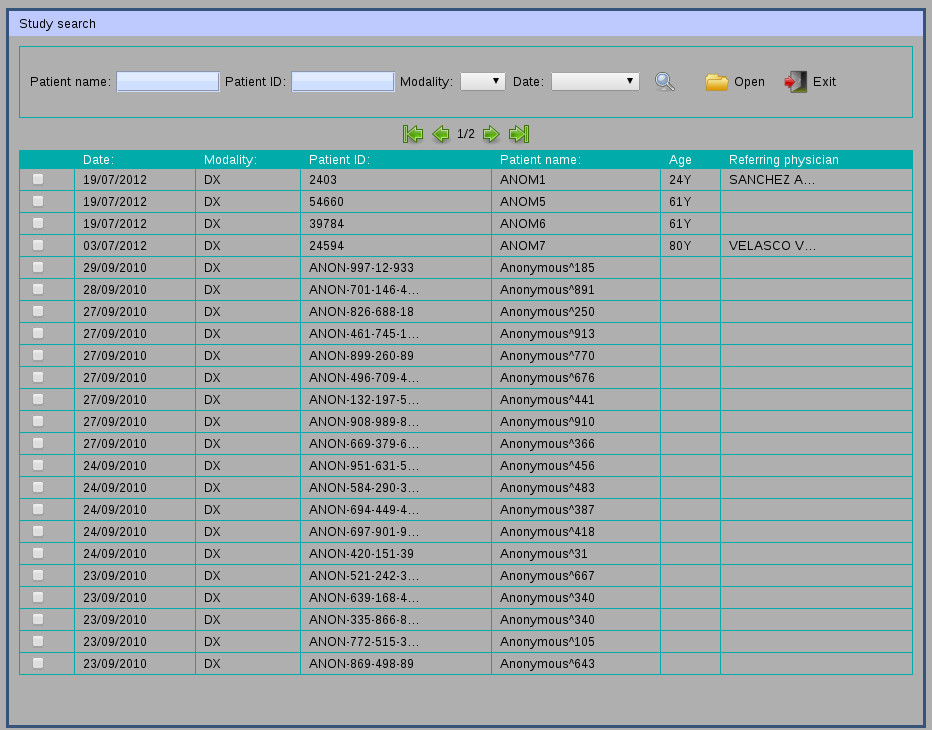 Study search
Patient name: Patient ID: Modality: Date: Open Exit
1/2
Date: Modality: Patient ID: Patient name: Age Referring physician
19/07/2012 DX 2403 ANOM1 24Y SANCHEZ A...
19/07/2012 DX 54660 ANOM5 61Y
19/07/2012 DX 39784 ANOM6 61Y
03/07/2012 DX 24594 ANOM7 80Y VELASCO V...
29/09/2010 DX ANON-997-12-933 Anonymous^185
28/09/2010 DX ANON-701-146-4... Anonymous^891
27/09/2010 DX ANON-826-688-18 Anonymous^250
27/09/2010 DX ANON-461-745-1... Anonymous^913
27/09/2010 DX ANON-899-260-89 Anonymous^770
27/09/2010 DX ANON-496-709-4... Anonymous^676
27/09/2010 DX ANON-132-197-5... Anonymous^441
27/09/2010 DX ANON-908-989-8... Anonymous^910
27/09/2010 DX ANON-669-379-6... Anonymous^366
24/09/2010 DX ANON-951-631-5... Anonymous^456
24/09/2010 DX ANON-584-290-3... Anonymous^483
24/09/2010 DX ANON-694-449-4... Anonymous^387
24/09/2010 DX ANON-697-901-9... Anonymous^418
24/09/2010 DX ANON-420-151-39 Anonymous^31
23/09/2010 DX ANON-521-242-3... Anonymous^667
23/09/2010 DX ANON-639-168-4... Anonymous^340
23/09/2010 DX ANON-335-866-8... Anonymous^340
23/09/2010 DX ANON-772-515-3... Anonymous^105
23/09/2010 DX ANON-869-498-89 Anonymous^643